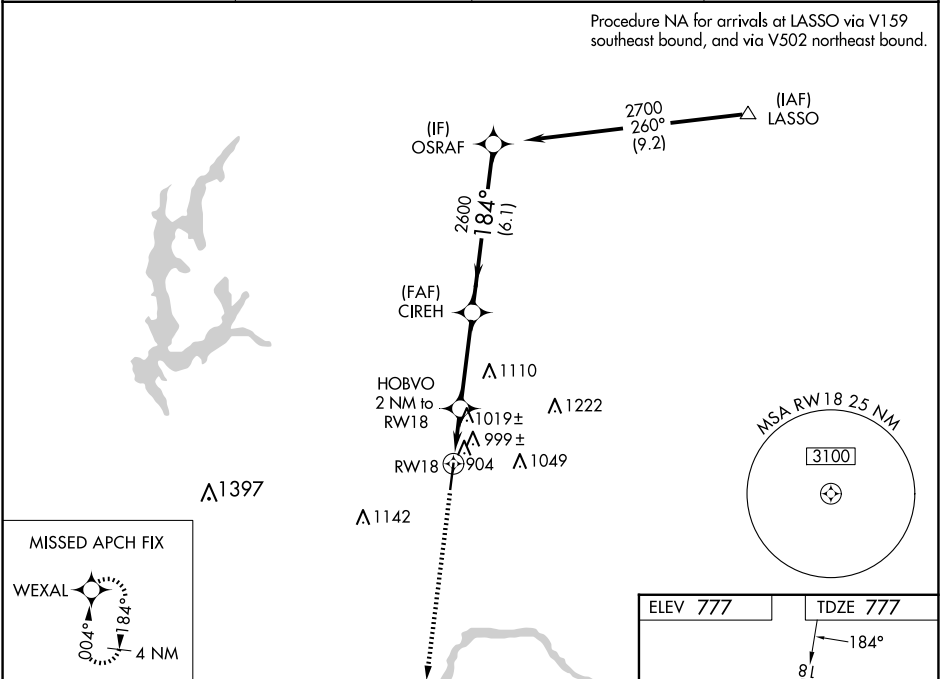 Procedure NA for arrivals at LASSO via V159
southeast bound, and via V502 northeast bound.
(IAF)
LASSO
2700
260°
(9.2)
(IF)
OSRAF
2600
184°
(6.1)
(FAF)
CIREH
1110
HOBVO
2 NM to
RW18
1019±
1222
999±
RW18
904
1049
1397
1142
MSA RW18 25 NM
3100
MISSED APCH FIX
WEXAL
004°
184°
4 NM
ELEV 777
TDZE 777
184°
18